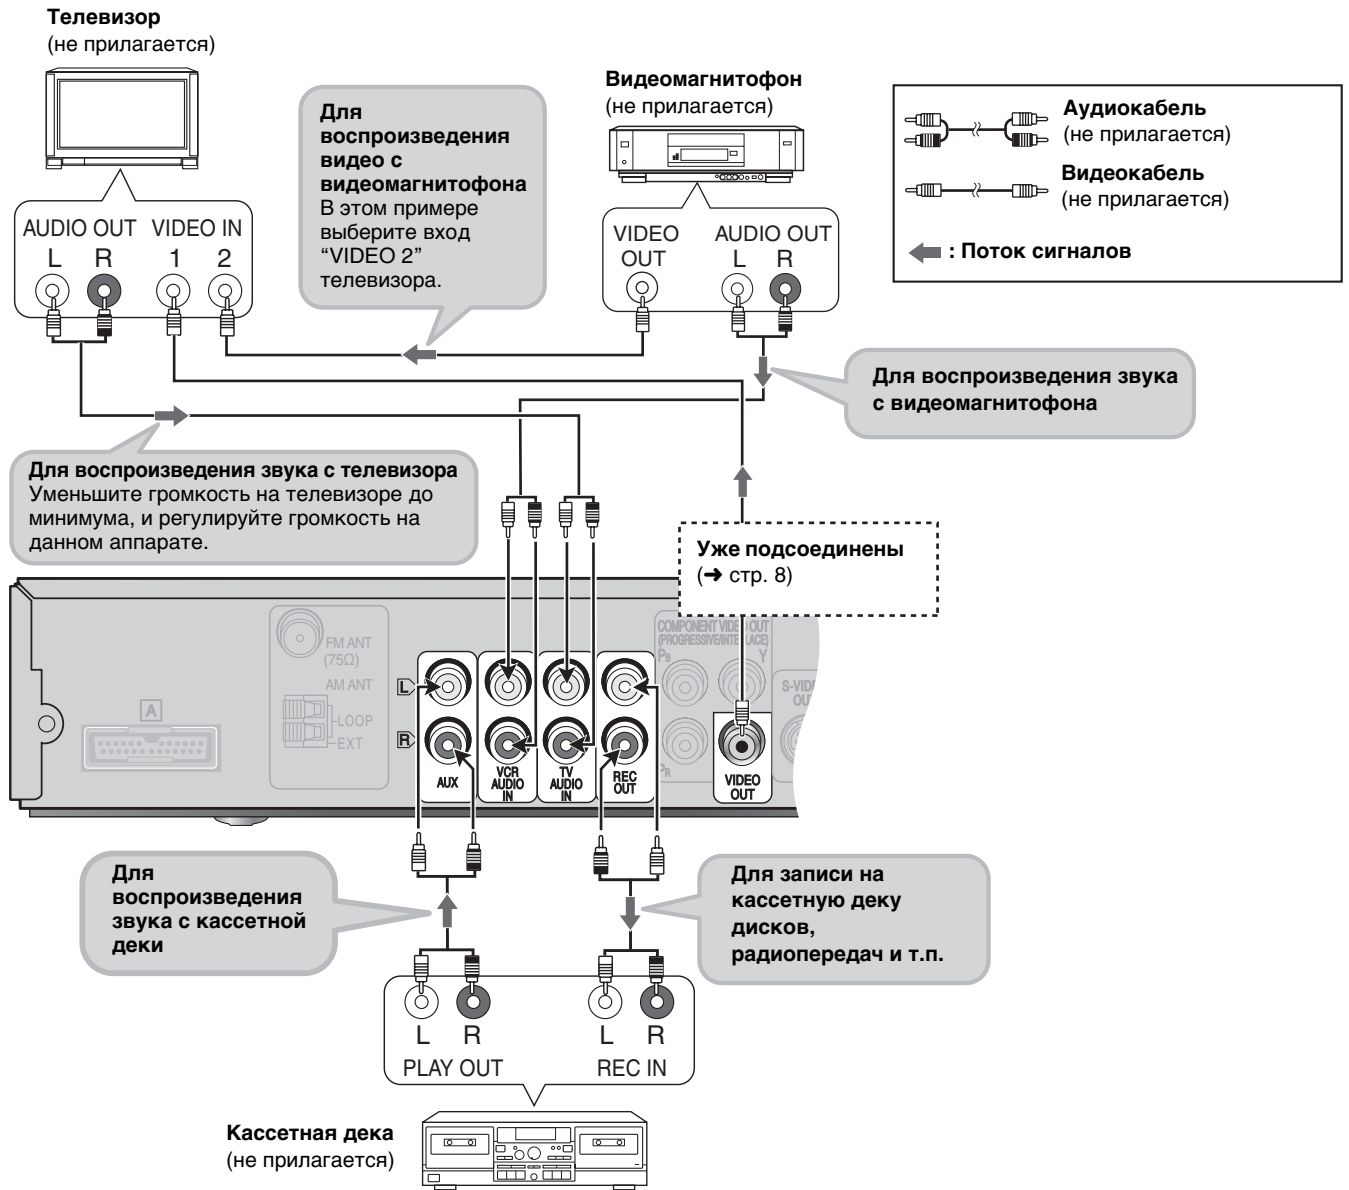 Телевизор
(не прилагается)
Видеомагнитофон
(не прилагается)
Аудиокабель
(не прилагается)
Видеокабель
(не прилагается)
: Поток сигналов
Для
воспроизведения
видео с
видеомагнитофона
В этом примере
выберите вход
“VIDEO 2”
телевизора.
AUDIO OUT VIDEO IN
L R 1 2
VIDEO
OUT
AUDIO OUT
L R
Для воспроизведения звука
с видеомагнитофона
Для воспроизведения звука с телевизора
Уменьшите громкость на телевизоре до
минимума, и регулируйте громкость на
данном аппарате.
Уже подсоединены
(➜ стр. 8)
FM ANT
(75Ω)
AM ANT
LOOP
EXT
A
L
R
AUX
VCR
AUDIO
IN
TV
AUDIO
IN
REC
OUT
COMPONENT VIDEO OUT
(PROGRESSIVE/INTERLACE)
PB Y
PR
VIDEO
OUT
S-VID
OU
Для
воспроизведения
звука с кассетной
деки
Для записи на
кассетную деку
дисков,
радиопередач и т.п.
L R L R
PLAY OUT REC IN
Кассетная дека
(не прилагается)